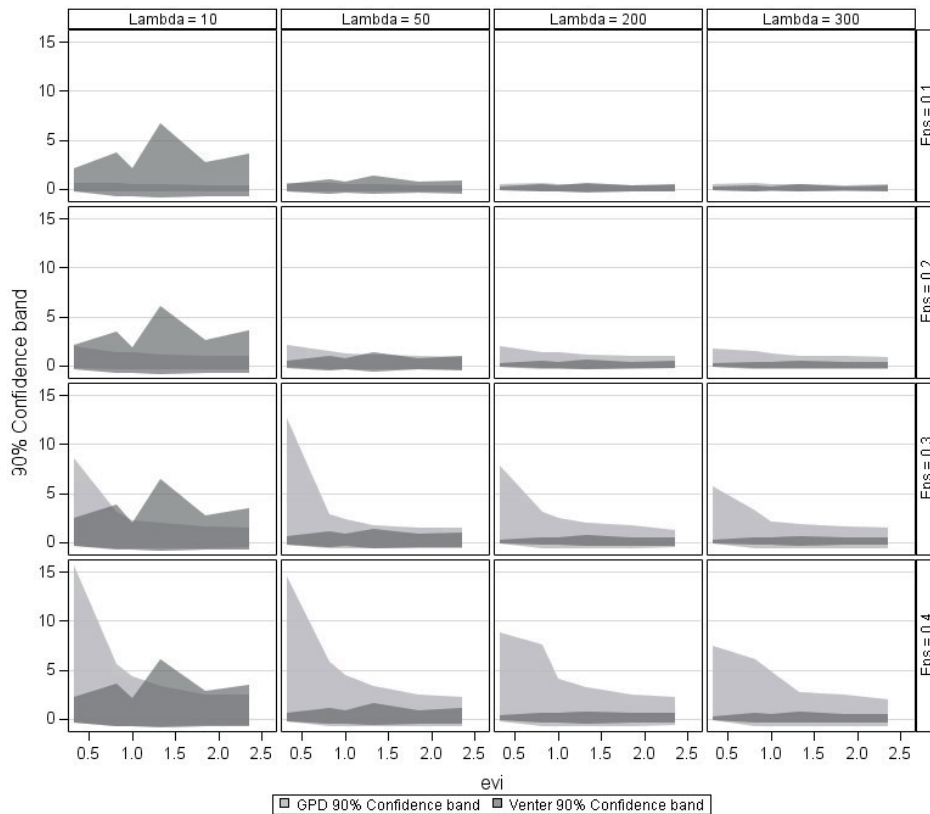 Lambda = 10 Lambda = 50 Lambda = 200 Lambda = 300
15
10
5
0
Eps = 0.1
15
10
5
0
Eps = 0.2
15
10
5
0
Eps = 0.3
15
10
5
0
Eps = 0.4
90% Confidence band
0.5 1.0 1.5 2.0 2.5 0.5 1.0 1.5 2.0 2.5 0.5 1.0 1.5 2.0 2.5 0.5 1.0 1.5 2.0 2.5
evi
GPD 90% Confidence band Venter 90% Confidence band